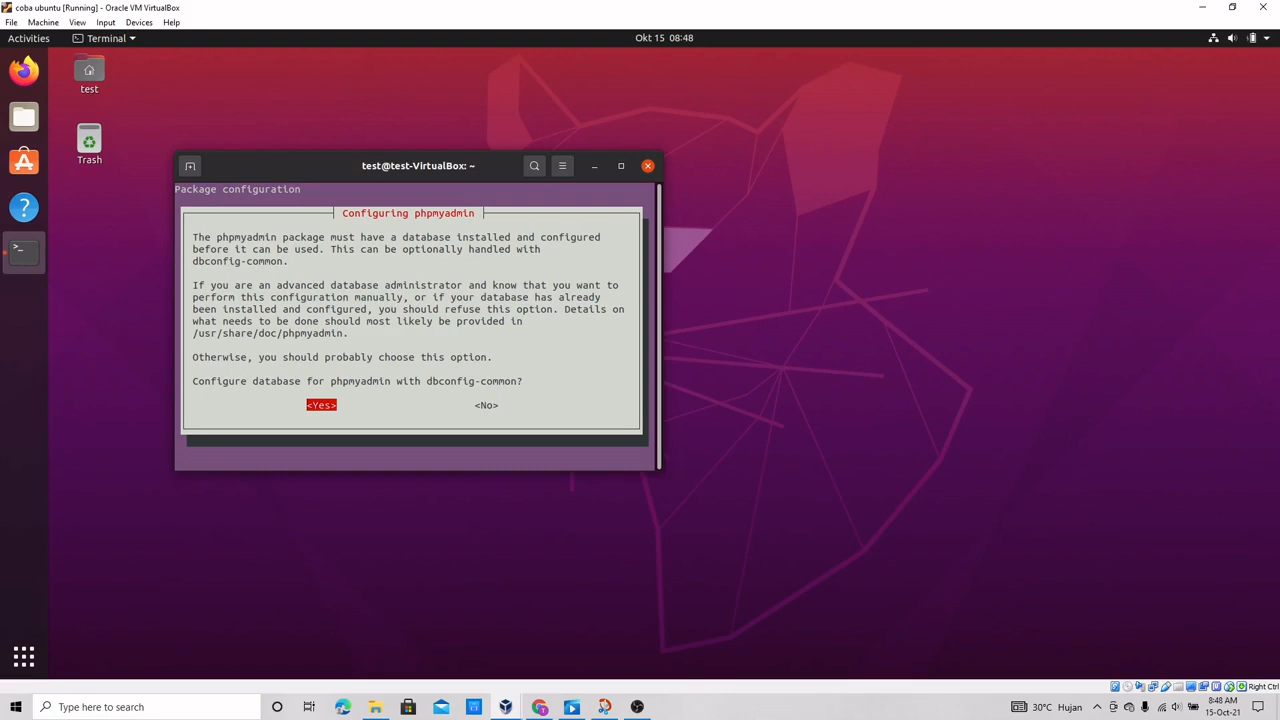 coba ubuntu [Running] - Oracle VM VirtualBox
File Machine View Input Devices Help
Activities Terminal Okt 15 08:48
test
Trash
test@test-VirtualBox: ~
Package configuration
Configuring phpmyadmin
The phpmyadmin package must have a database installed and configured
before it can be used. This can be optionally handled with
dbconfig-common.
If you are an advanced database administrator and know that you want to
perform this configuration manually, or if your database has already
been installed and configured, you should refuse this option. Details on
what needs to be done should most likely be provided in
/usr/share/doc/phpmyadmin.
Otherwise, you should probably choose this option.
Configure database for phpmyadmin with dbconfig-common?
<Yes> <No>
Right Ctrl
Type here to search
30°C Hujan
8:48 AM
15-Oct-21